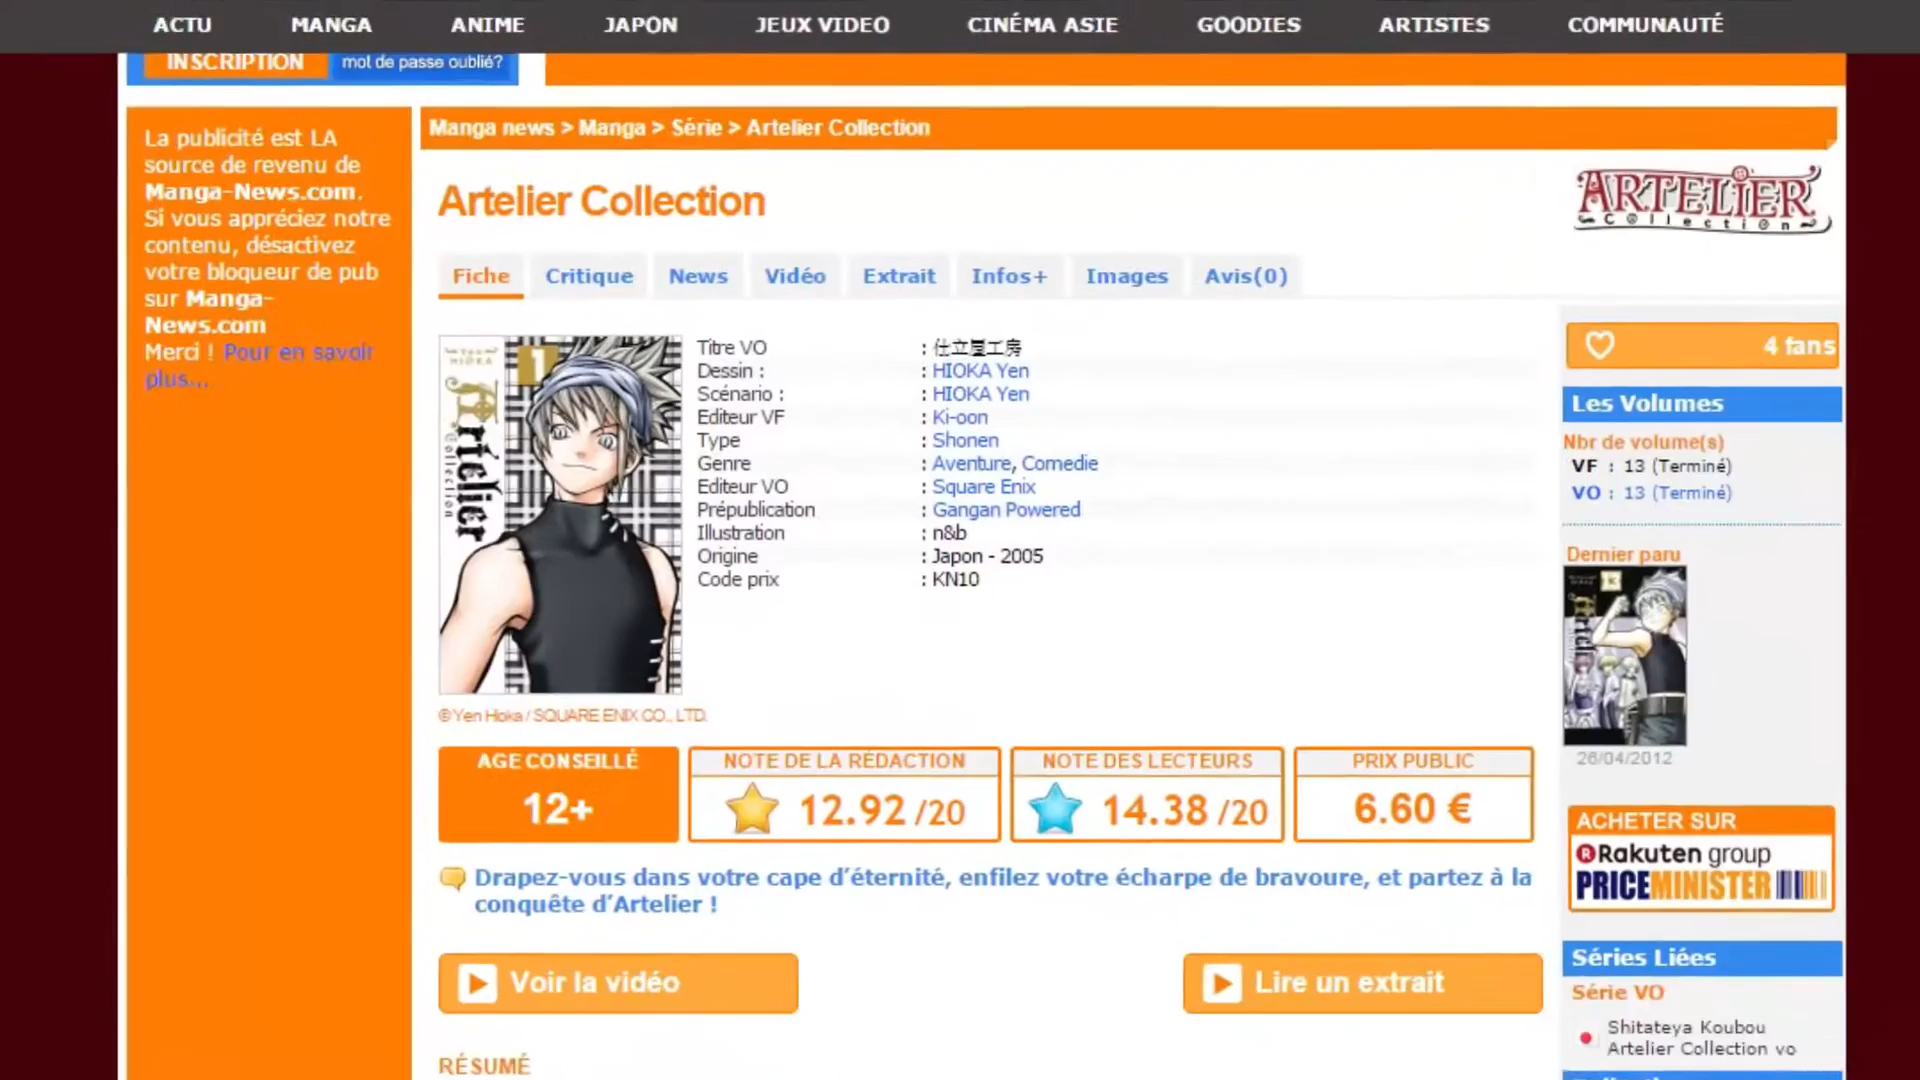 ACTU MANGA ANIME JAPON JEUX VIDEO CINÉMA ASIE GOODIES ARTISTES COMMUNAUTÉ
INSCRIPTION mot de passe oublié?
La publicité est LA
source de revenu de
Manga-News.com.
Si vous appréciez notre
contenu, désactivez
votre bloqueur de pub
sur Manga-
News.com
Merci ! Pour en savoir
plus...
Manga news > Manga > Série > Artelier Collection
Artelier Collection
ARTELIER
Collection
Fiche Critique News Vidéo Extrait Infos+ Images Avis(0)
Yen
HIOKA
1
Artelier
Collection
Titre VO : 仕立屋工房
Dessin : : HIOKA Yen
Scénario : : HIOKA Yen
Editeur VF : Ki-oon
Type : Shonen
Genre : Aventure, Comedie
Editeur VO : Square Enix
Prépublication : Gangan Powered
Illustration : n&b
Origine : Japon - 2005
Code prix : KN10
©Yen Hioka / SQUARE ENIX CO., LTD.
AGE CONSEILLÉ
12+
NOTE DE LA RÉDACTION
12.92 /20
NOTE DES LECTEURS
14.38 /20
PRIX PUBLIC
6.60 €
Drapez-vous dans votre cape d’éternité, enfilez votre écharpe de bravoure, et partez à la
conquête d’Artelier !
Voir la vidéo
Lire un extrait
RÉSUMÉ
4 fans
Les Volumes
Nbr de volume(s)
VF : 13 (Terminé)
VO : 13 (Terminé)
Dernier paru
26/04/2012
ACHETER SUR
Rakuten group
PRICEMINISTER
Séries Liées
Série VO
Shitateya Koubou
Artelier Collection vo